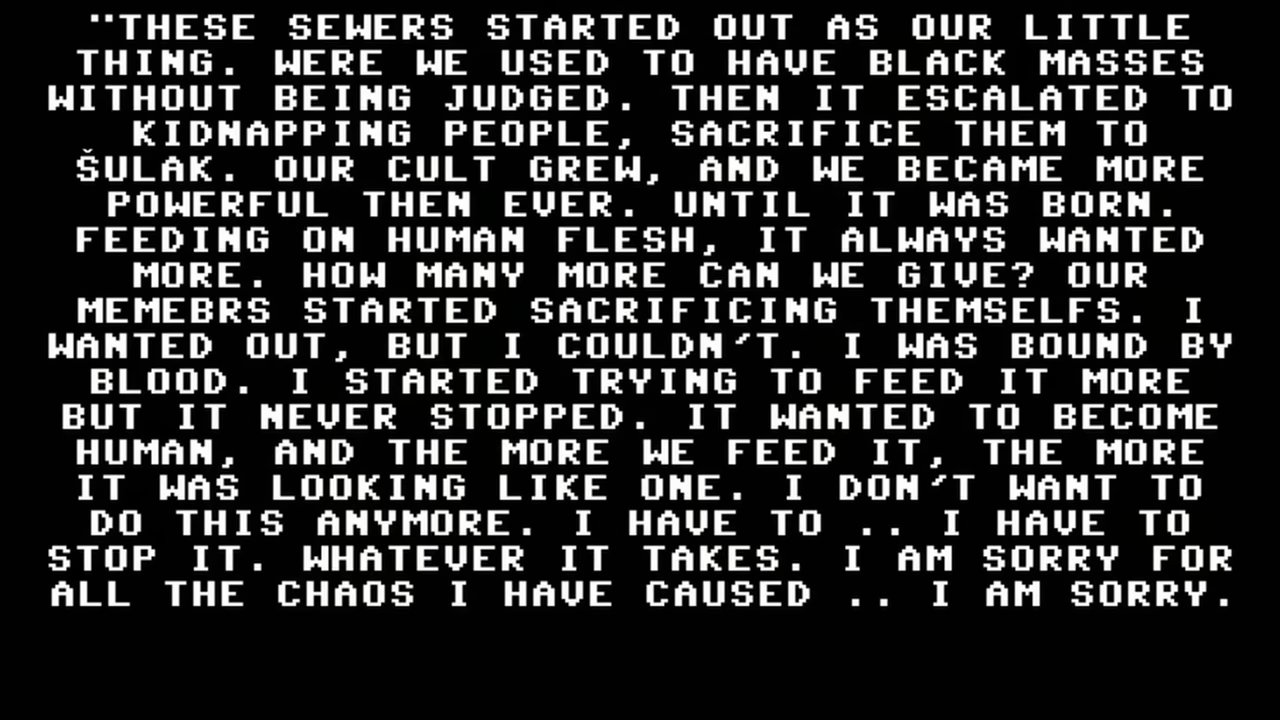 "THESE SEWERS STARTED OUT AS OUR LITTLE
THING. WERE WE USED TO HAVE BLACK MASSES
WITHOUT BEING JUDGED. THEN IT ESCALATED TO
KIDNAPPING PEOPLE, SACRIFICE THEM TO
ŠULAK. OUR CULT GREW, AND WE BECAME MORE
POWERFUL THEN EVER. UNTIL IT WAS BORN.
FEEDING ON HUMAN FLESH, IT ALWAYS WANTED
MORE. HOW MANY MORE CAN WE GIVE? OUR
MEMEBRS STARTED SACRIFICING THEMSELFS. I
WANTED OUT, BUT I COULDN´T. I WAS BOUND BY
BLOOD. I STARTED TRYING TO FEED IT MORE
BUT IT NEVER STOPPED. IT WANTED TO BECOME
HUMAN, AND THE MORE WE FEED IT, THE MORE
IT WAS LOOKING LIKE ONE. I DON´T WANT TO
DO THIS ANYMORE. I HAVE TO .. I HAVE TO
STOP IT. WHATEVER IT TAKES. I AM SORRY FOR
ALL THE CHAOS I HAVE CAUSED .. I AM SORRY.